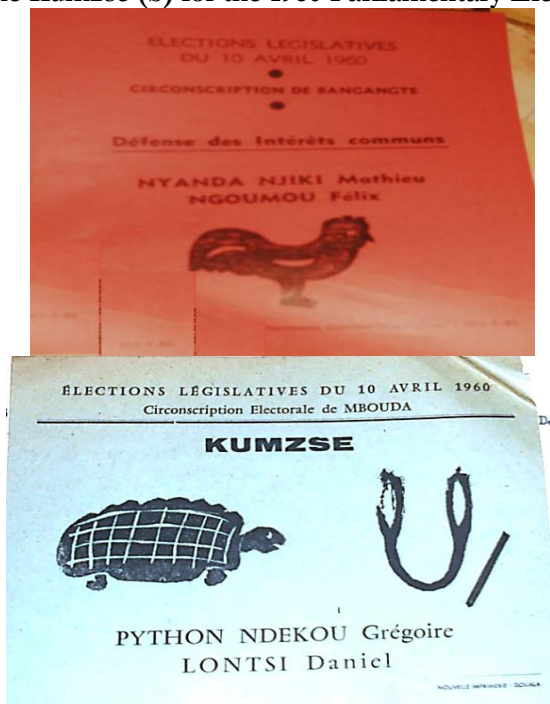 ELECTIONS LEGISLATIVES
DU 10 AVRIL 1960
CIRCONSCRIPTION DE BANGANGTE
Défense des Intérêts communs
NYANDA NJIKI Mathieu
NGOUMOU Félix
ÉLECTIONS LÉGISLATIVES DU 10 AVRIL 1960
Circonscription Electorale de MBOUDA
KUMZSE
PYTHON NDEKOU Grégoire
LONTSI Daniel
NOUVELLE IMPRIMERIE - DOUALA